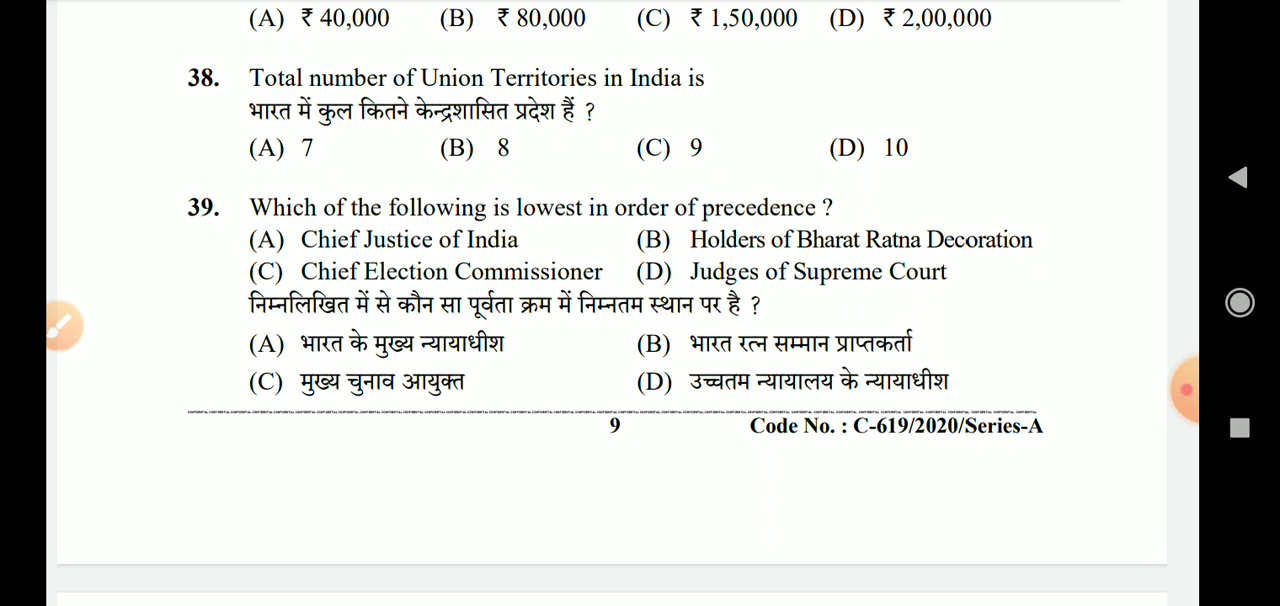 (A) ₹ 40,000 (B) ₹ 80,000 (C) ₹ 1,50,000 (D) ₹ 2,00,000
38. Total number of Union Territories in India is
भारत में कुल कितने केन्द्रशासित प्रदेश हैं ?
(A) 7 (B) 8 (C) 9 (D) 10
39. Which of the following is lowest in order of precedence ?
(A) Chief Justice of India (B) Holders of Bharat Ratna Decoration
(C) Chief Election Commissioner (D) Judges of Supreme Court
निम्नलिखित में से कौन सा पूर्वता क्रम में निम्नतम स्थान पर है ?
(A) भारत के मुख्य न्यायाधीश (B) भारत रत्न सम्मान प्राप्तकर्ता
(C) मुख्य चुनाव आयुक्त (D) उच्चतम न्यायालय के न्यायाधीश
9 Code No. : C-619/2020/Series-A